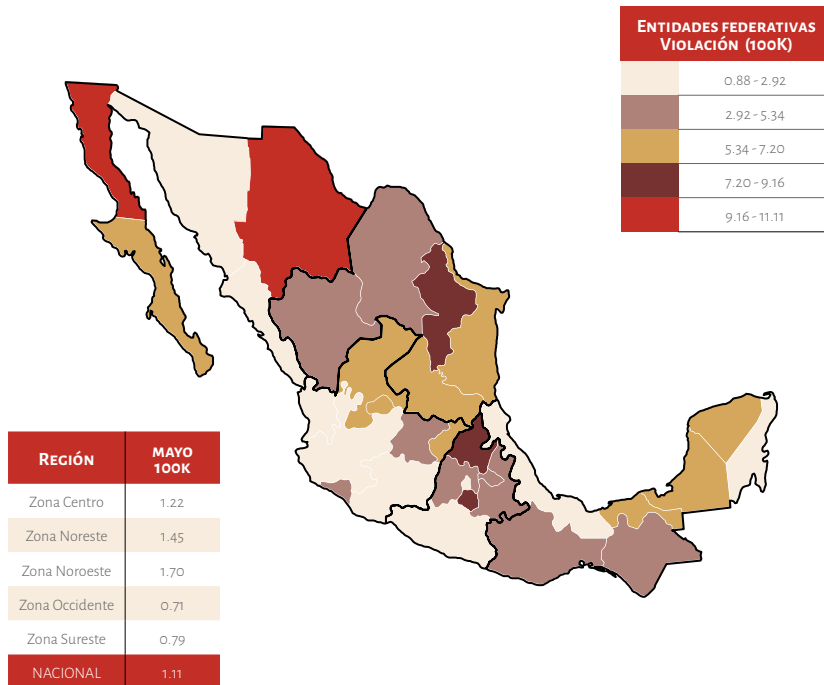 Entidades federativas
Violación (100K)
0.88 - 2.92
2.92 - 5.34
5.34 - 7.20
7.20 - 9.16
9.16 - 11.11
Región mayo 100k
Zona Centro 1.22
Zona Noreste 1.45
Zona Noroeste 1.70
Zona Occidente 0.71
Zona Sureste 0.79
NACIONAL 1.11